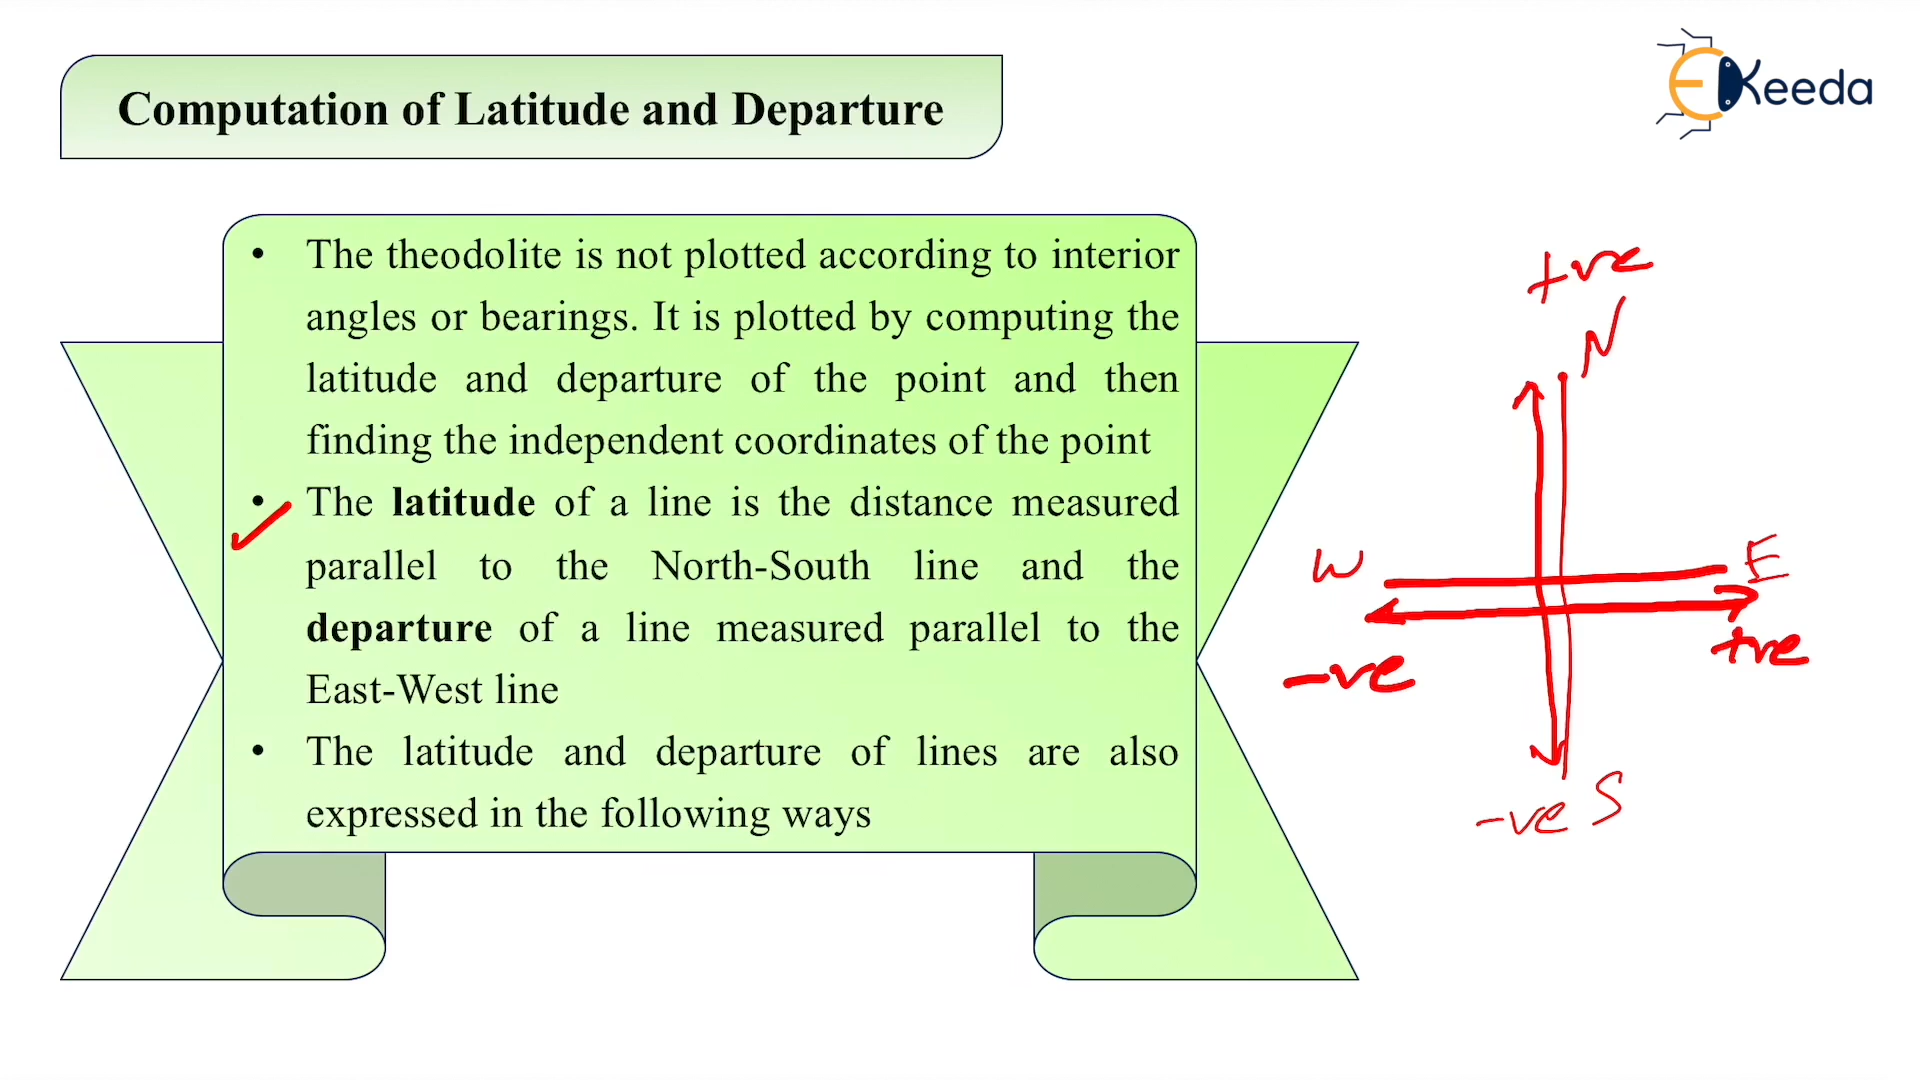 Computation of Latitude and Departure
EKeeda
• The theodolite is not plotted according to interior
angles or bearings. It is plotted by computing the
latitude and departure of the point and then
finding the independent coordinates of the point
• The latitude of a line is the distance measured
parallel to the North-South line and the
departure of a line measured parallel to the
East-West line
• The latitude and departure of lines are also
expressed in the following ways
+ve
N
W
E
-ve
+ve
-ve S